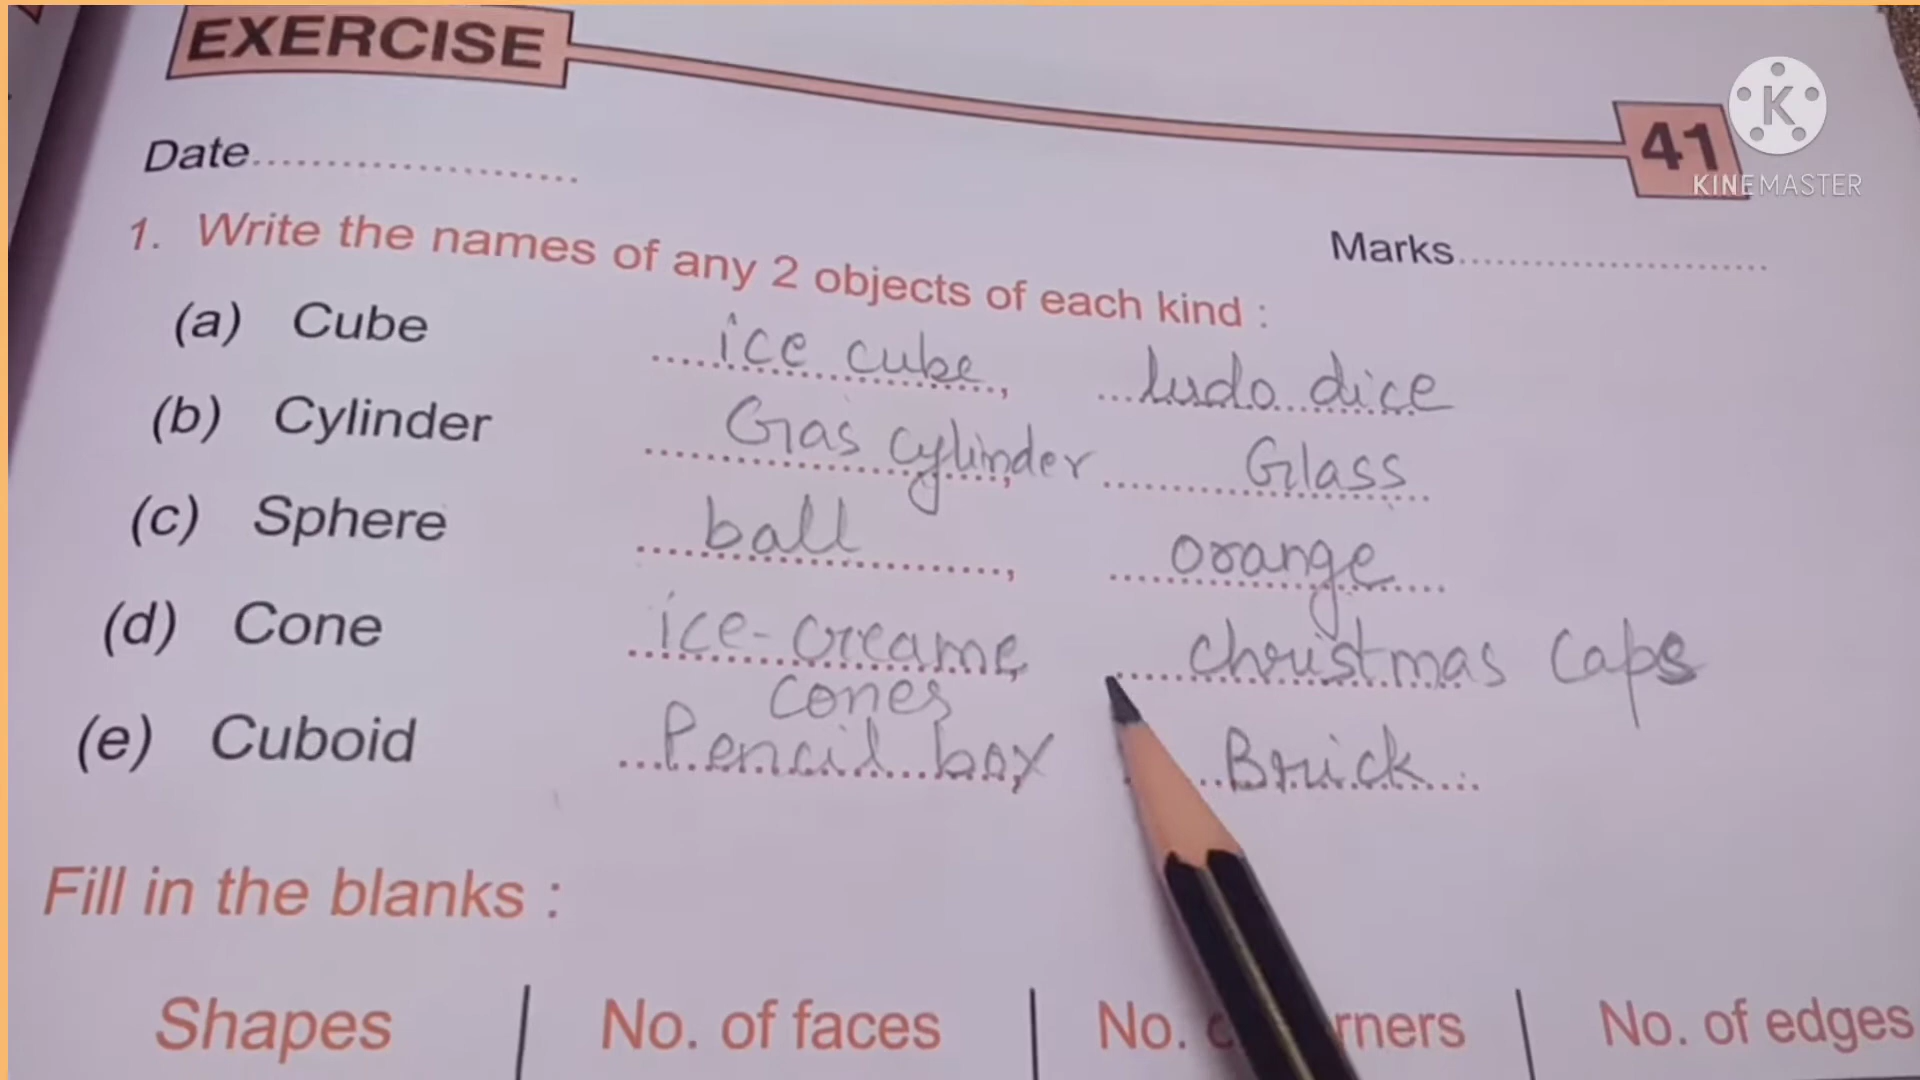 EXERCISE
41
KINEMASTER
Date....................
Marks....................
1. Write the names of any 2 objects of each kind :
(a) Cube ice cube, ludo dice
(b) Cylinder Gas cylinder, Glass
(c) Sphere ball, orange
(d) Cone ice-creame, christmas caps
cones
(e) Cuboid Pencil box, Brick
Fill in the blanks :
Shapes No. of faces No. rners No. of edges